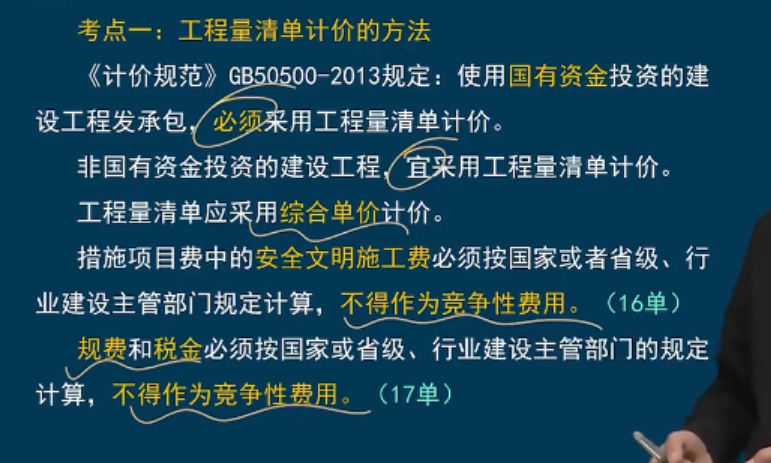 考点一：工程量清单计价的方法
《计价规范》GB50500-2013规定：使用国有资金投资的建
设工程发承包，必须采用工程量清单计价。
非国有资金投资的建设工程，宜采用工程量清单计价。
工程量清单应采用综合单价计价。
措施项目费中的安全文明施工费必须按国家或者省级、行
业建设主管部门规定计算，不得作为竞争性费用。（16单）
规费和税金必须按国家或省级、行业建设主管部门的规定
计算，不得作为竞争性费用。（17单）